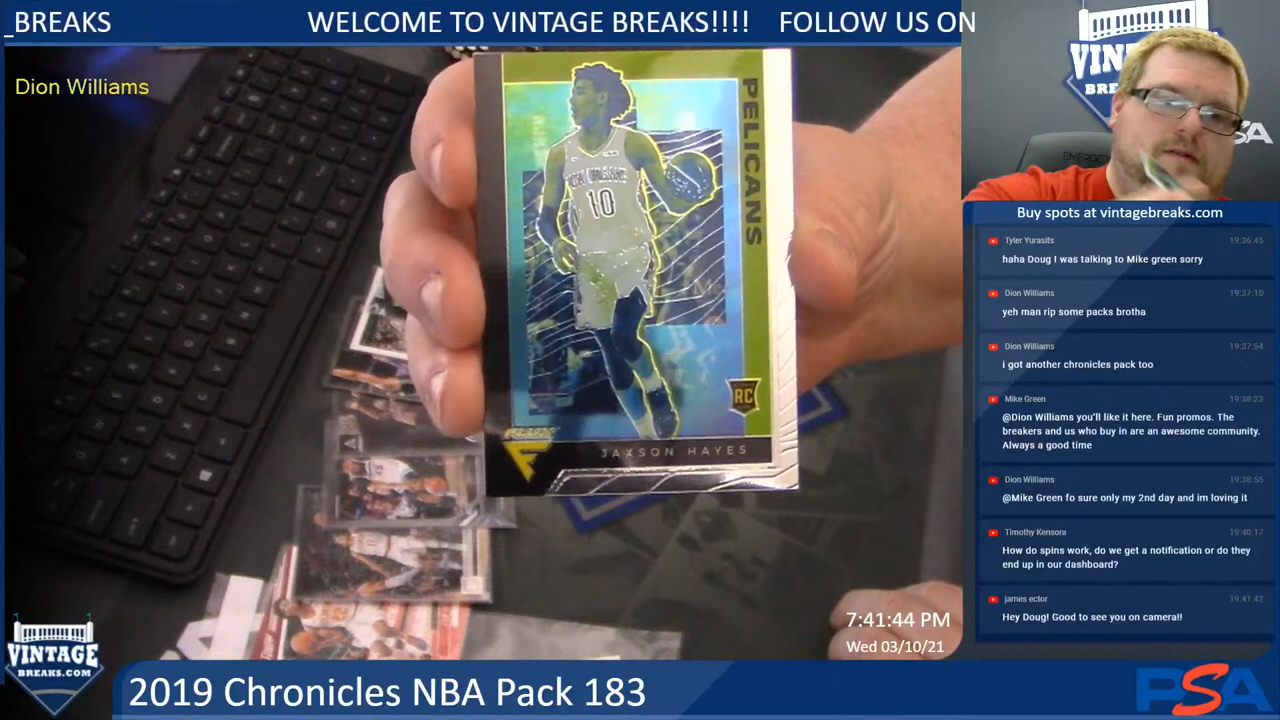 _BREAKS
WELCOME TO VINTAGE BREAKS!!!!
FOLLOW US ON
Dion Williams
PELICANS
10
RC
JAXSON HAYES
Buy spots at vintagebreaks.com
Tyler Yurasits
19:36:45
haha Doug I was talking to Mike green sorry
Dion Williams
19:37:10
yeh man rip some packs brotha
Dion Williams
19:37:54
i got another chronicles pack too
Mike Green
19:38:23
@Dion Williams you'll like it here. Fun promos. The
breakers and us who buy in are an awesome community.
Always a good time
Dion Williams
19:38:55
@Mike Green fo sure only my 2nd day and im loving it
Timothy Kensora
19:40:17
How do spins work, do we get a notification or do they
end up in our dashboard?
james ector
19:41:42
Hey Doug! Good to see you on camera!!
7:41:44 PM
Wed 03/10/21
VINTAGE
BREAKS.COM
2019 Chronicles NBA Pack 183
PSA